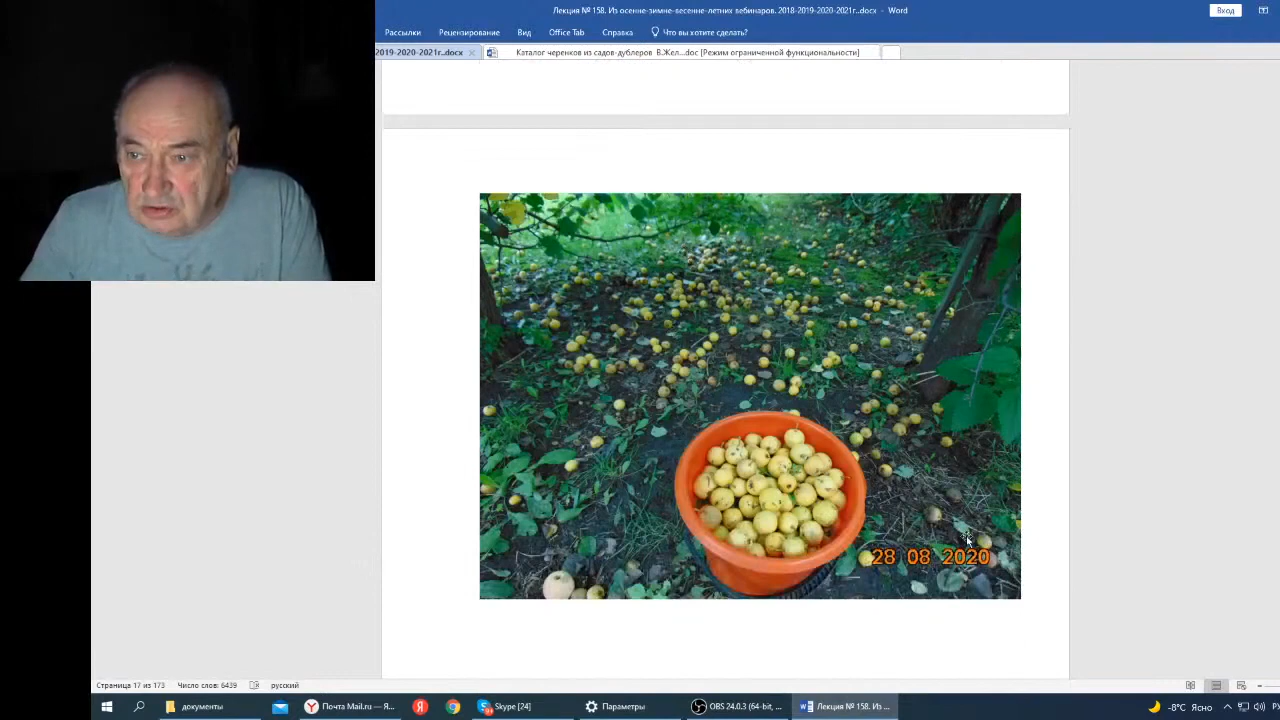 Лекция № 158. Из осенне-зимне-весенне-летних вебинаров. 2018-2019-2020-2021г..docx - Word
Вход
Рассылки Рецензирование Вид Office Tab Справка Что вы хотите сделать?
2019-2020-2021г..docx
Каталог черенков из садов-дублеров В.Жел...doc [Режим ограниченной функциональности]
28 08 2020
Страница 17 из 173 Число слов: 6439 русский
документы
Почта Mail.ru — Я...
Skype [24]
Параметры
OBS 24.0.3 (64-bit, ...
Лекция № 158. Из ...
-8°C Ясно